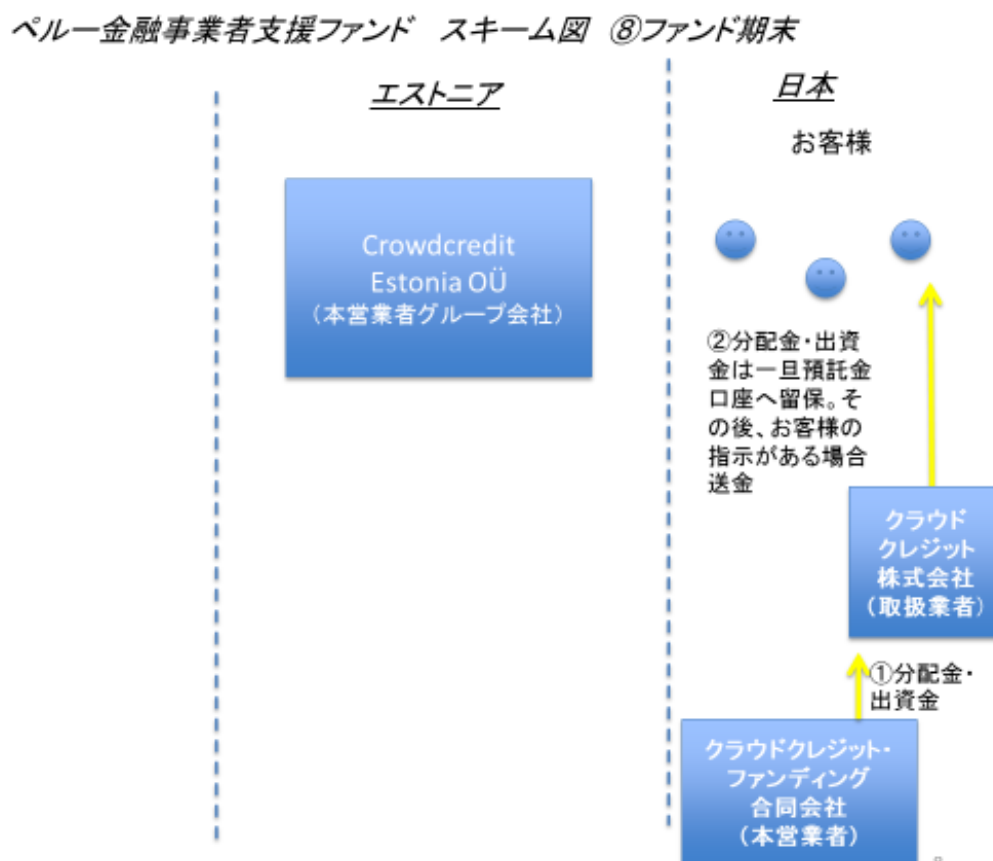 ペルー金融事業者支援ファンド　スキーム図　⑧ファンド期末
エストニア
日本
お客様
Crowdcredit
Estonia OÜ
（本営業者グループ会社）
②分配金・出資
金は一旦預託金
口座へ留保。そ
の後、お客様の
指示がある場合
送金
クラウド
クレジット
株式会社
（取扱業者）
①分配金・
出資金
クラウドクレジット・
ファンディング
合同会社
（本営業者）